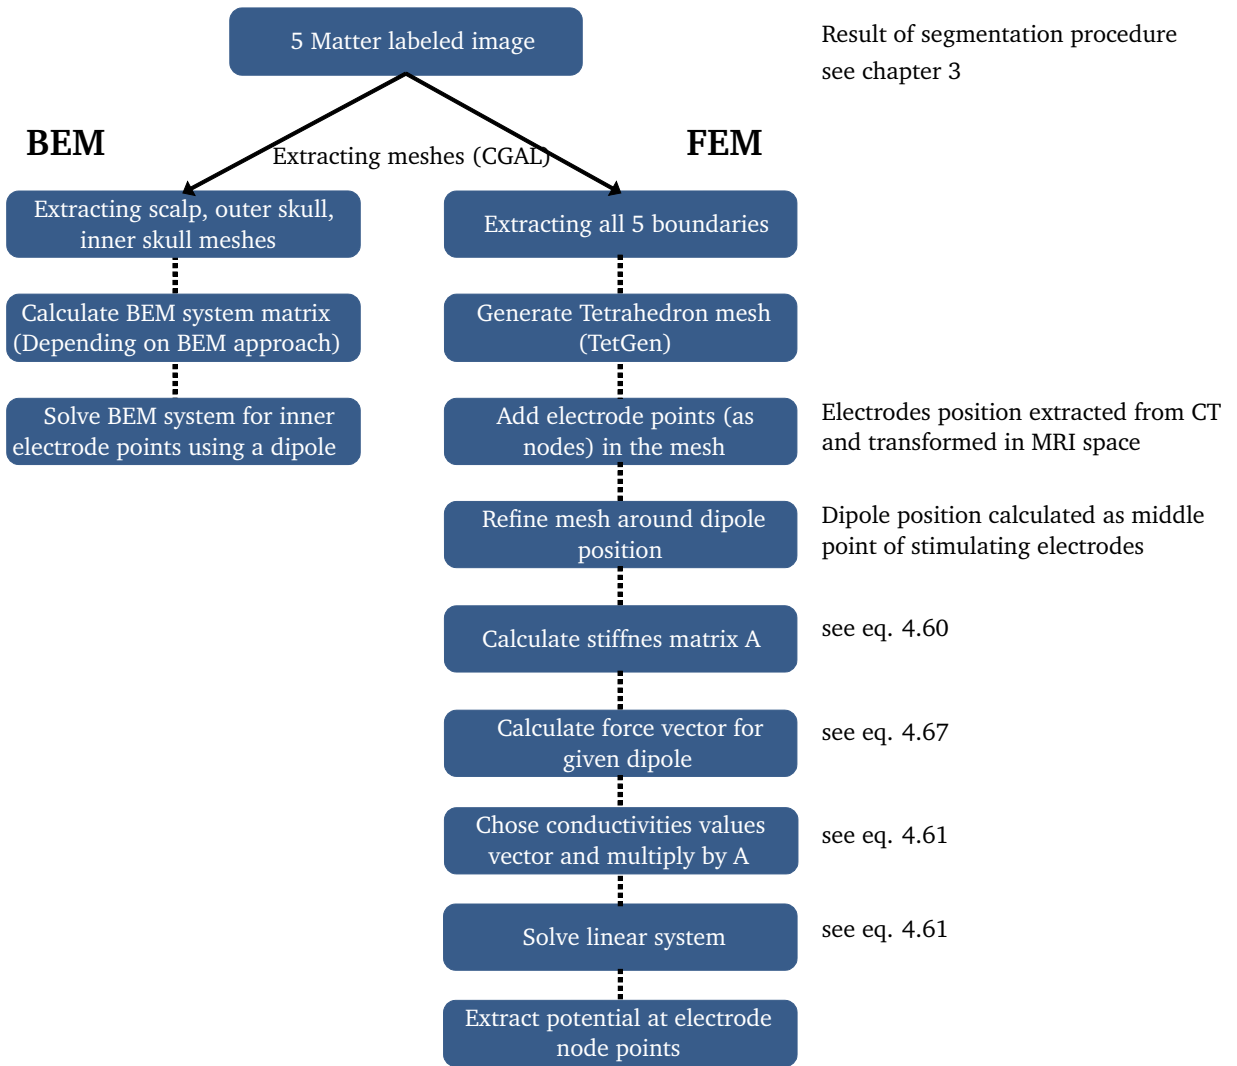 5 Matter labeled image
Result of segmentation procedure
see chapter 3
BEM
FEM
Extracting meshes (CGAL)
Extracting scalp, outer skull,
inner skull meshes
Calculate BEM system matrix
(Depending on BEM approach)
Solve BEM system for inner
electrode points using a dipole
Extracting all 5 boundaries
Generate Tetrahedron mesh
(TetGen)
Add electrode points (as
nodes) in the mesh
Electrodes position extracted from CT
and transformed in MRI space
Refine mesh around dipole
position
Dipole position calculated as middle
point of stimulating electrodes
Calculate stiffnes matrix A
see eq. 4.60
Calculate force vector for
given dipole
see eq. 4.67
Chose conductivities values
vector and multiply by A
see eq. 4.61
Solve linear system
see eq. 4.61
Extract potential at electrode
node points